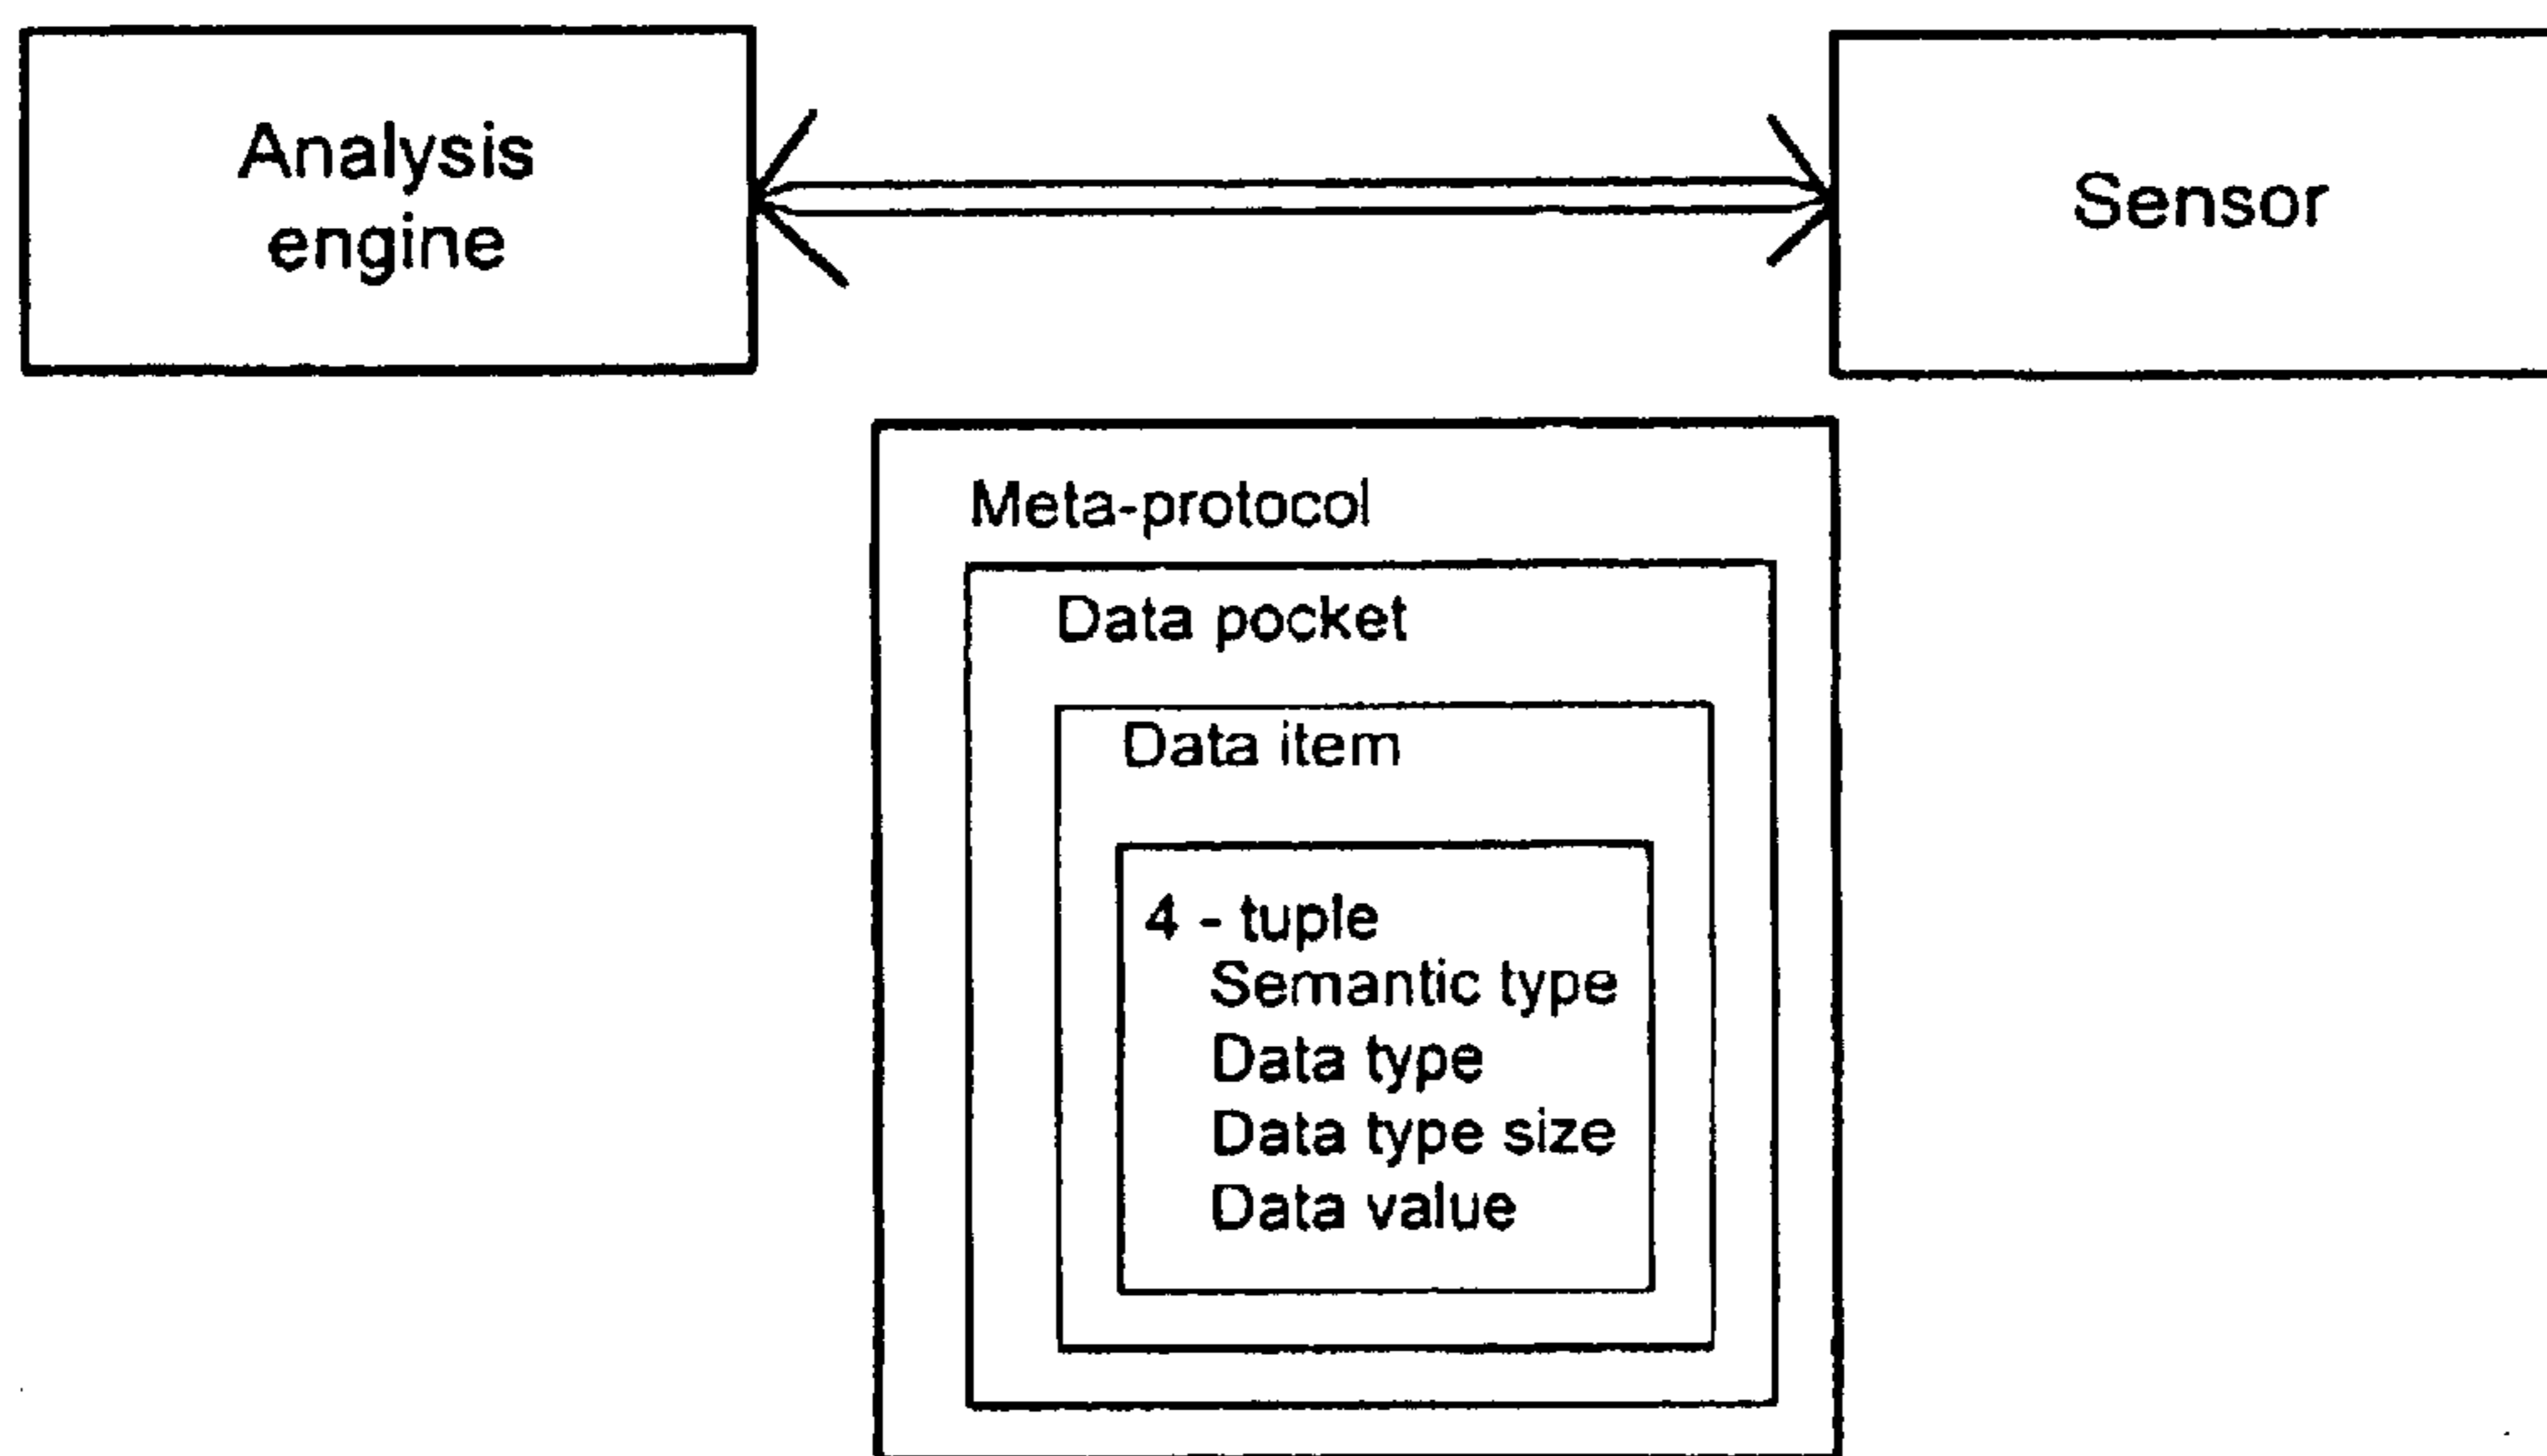 Analysis
engine
Sensor
Meta-protocol
Data pocket
Data item
4 - tuple
Semantic type
Data type
Data type size
Data value